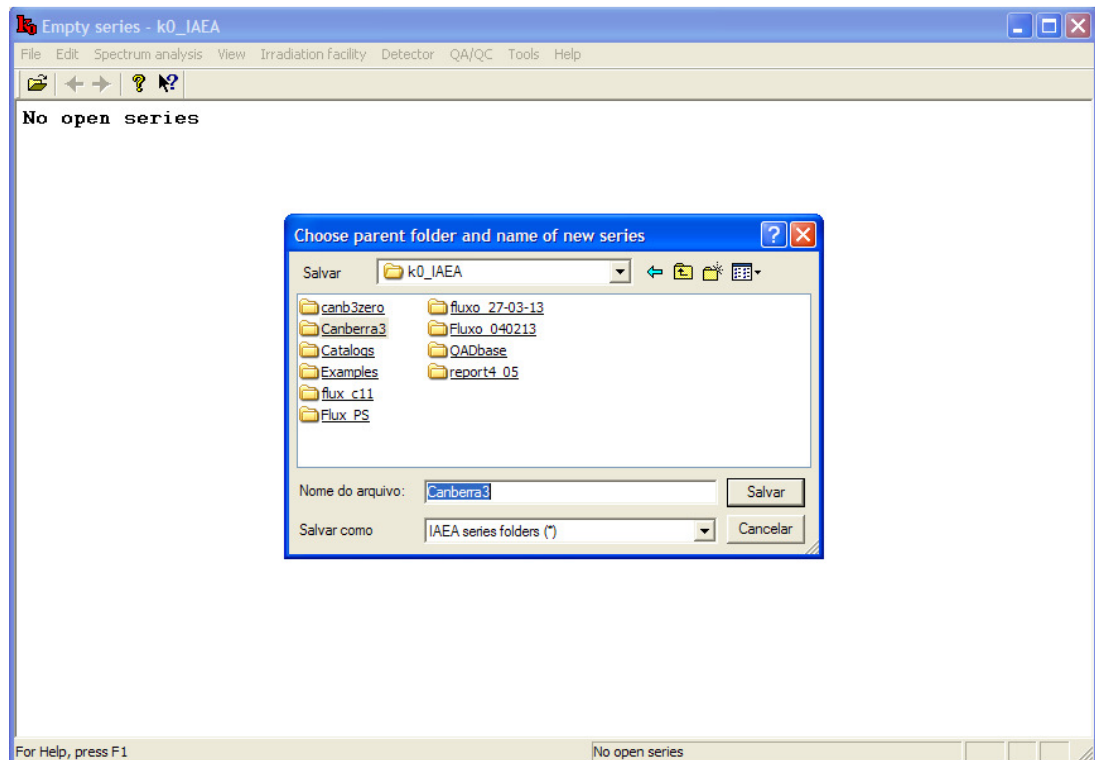 Empty series - k0_IAEA
File Edit Spectrum analysis View Irradiation facility Detector QA/QC Tools Help
No open series
Choose parent folder and name of new series
Salvar k0_IAEA
canb3zero fluxo_27-03-13
Canberra3 Fluxo_040213
Catalogs QADbase
Examples report4_05
flux_c11
Flux_PS
Nome do arquivo: Canberra3 Salvar
Salvar como IAEA series folders (*) Cancelar
For Help, press F1 No open series